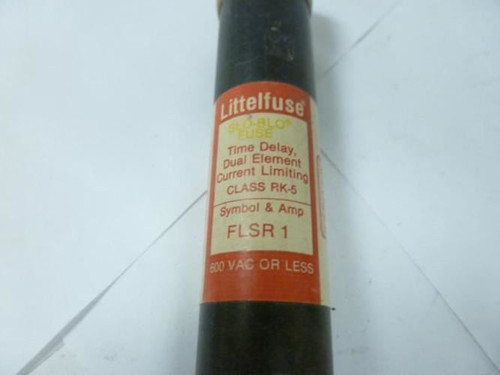 Littelfuse®
SLO-BLO®
FUSE
Time Delay,
Dual Element
Current Limiting
CLASS RK-5
Symbol & Amp
FLSR 1
600 VAC OR LESS